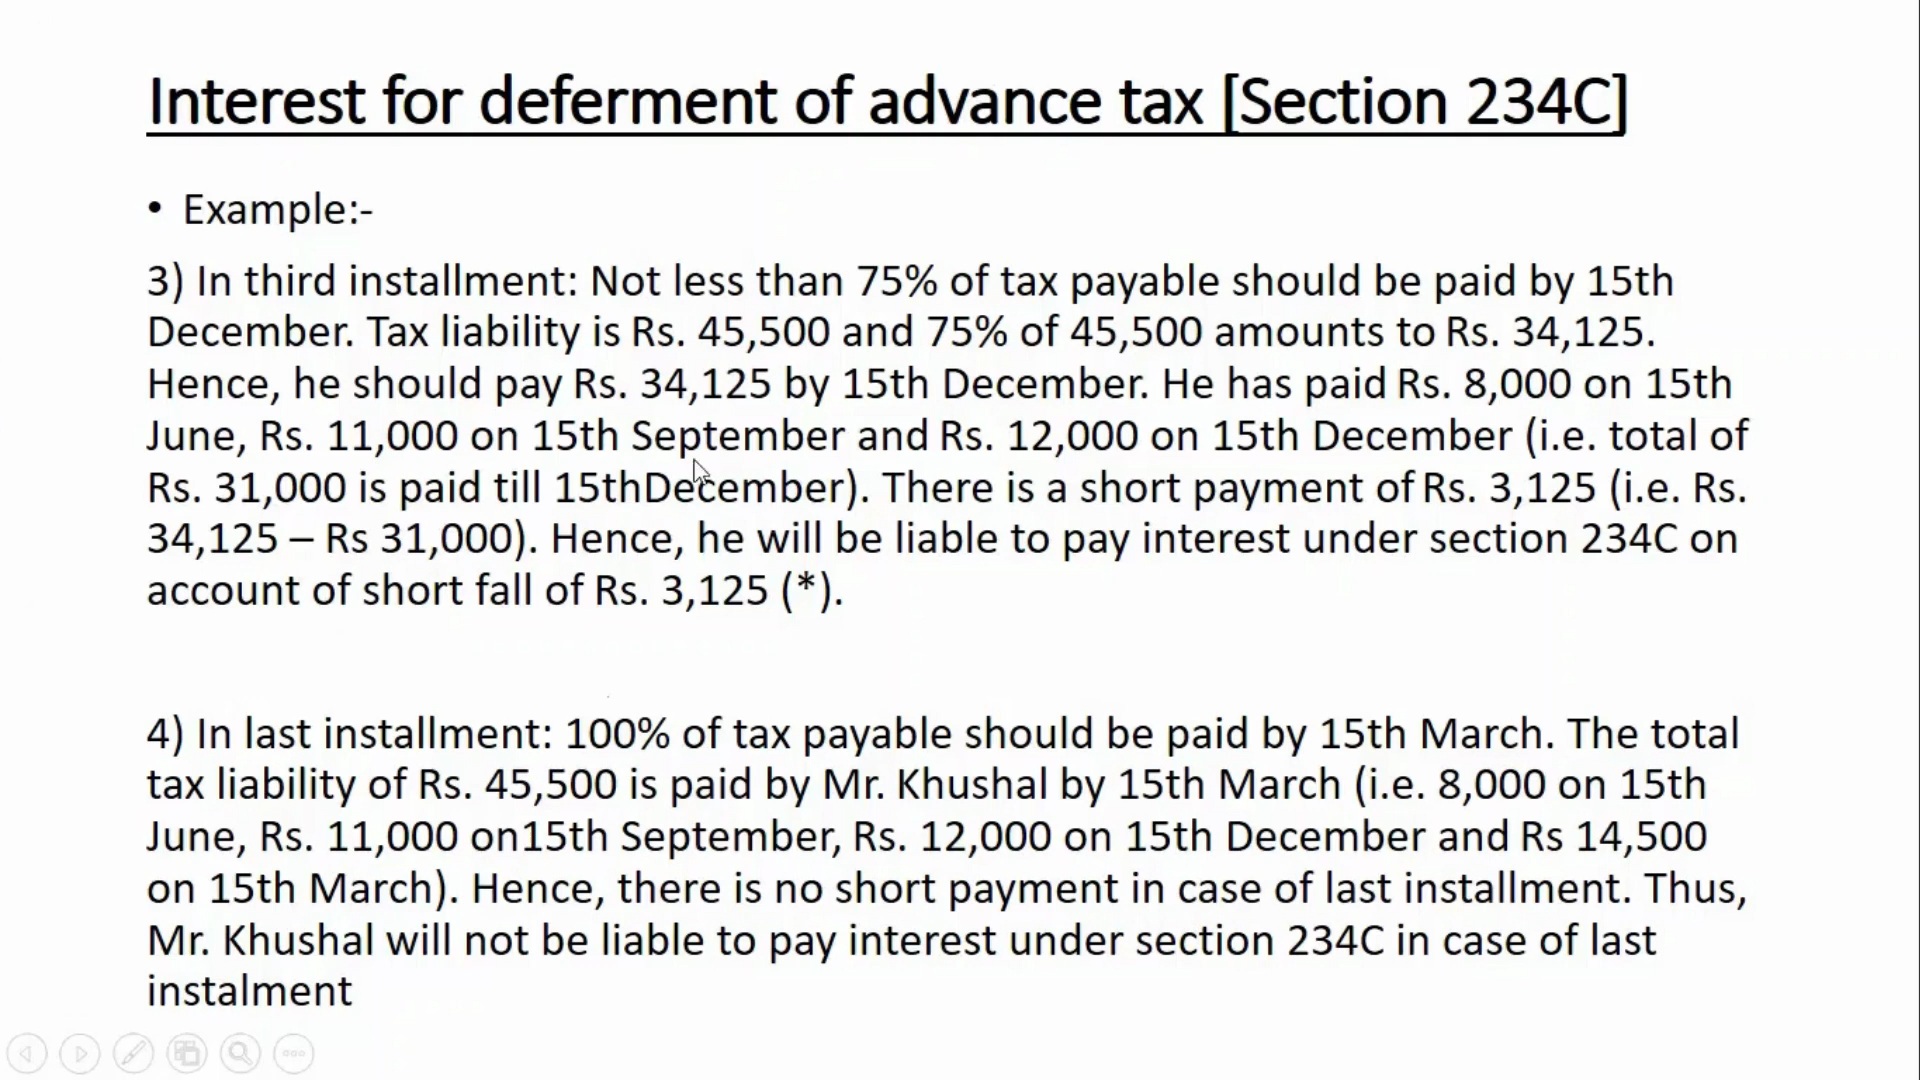 Interest for deferment of advance tax [Section 234C]
• Example:-
3) In third installment: Not less than 75% of tax payable should be paid by 15th
December. Tax liability is Rs. 45,500 and 75% of 45,500 amounts to Rs. 34,125.
Hence, he should pay Rs. 34,125 by 15th December. He has paid Rs. 8,000 on 15th
June, Rs. 11,000 on 15th September and Rs. 12,000 on 15th December (i.e. total of
Rs. 31,000 is paid till 15thDecember). There is a short payment of Rs. 3,125 (i.e. Rs.
34,125 – Rs 31,000). Hence, he will be liable to pay interest under section 234C on
account of short fall of Rs. 3,125 (*).
4) In last installment: 100% of tax payable should be paid by 15th March. The total
tax liability of Rs. 45,500 is paid by Mr. Khushal by 15th March (i.e. 8,000 on 15th
June, Rs. 11,000 on15th September, Rs. 12,000 on 15th December and Rs 14,500
on 15th March). Hence, there is no short payment in case of last installment. Thus,
Mr. Khushal will not be liable to pay interest under section 234C in case of last
instalment